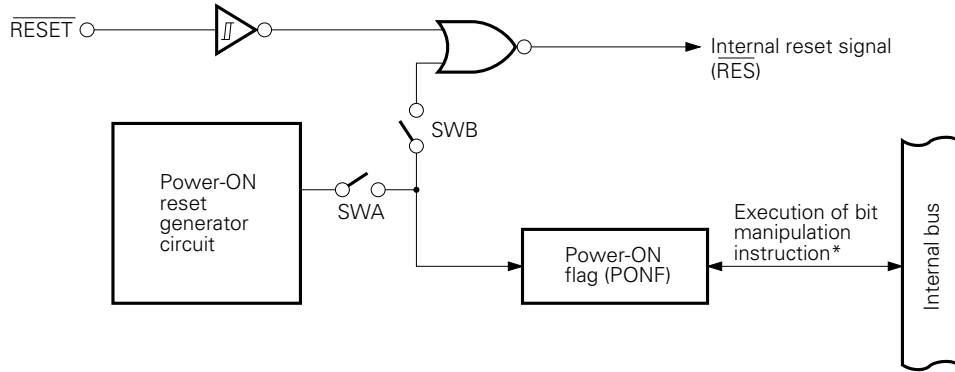 RESET
Internal reset signal
(RES)
SWB
Power-ON
reset
generator
circuit
SWA
Execution of bit
manipulation
instruction*
Power-ON
flag (PONF)
Internal bus